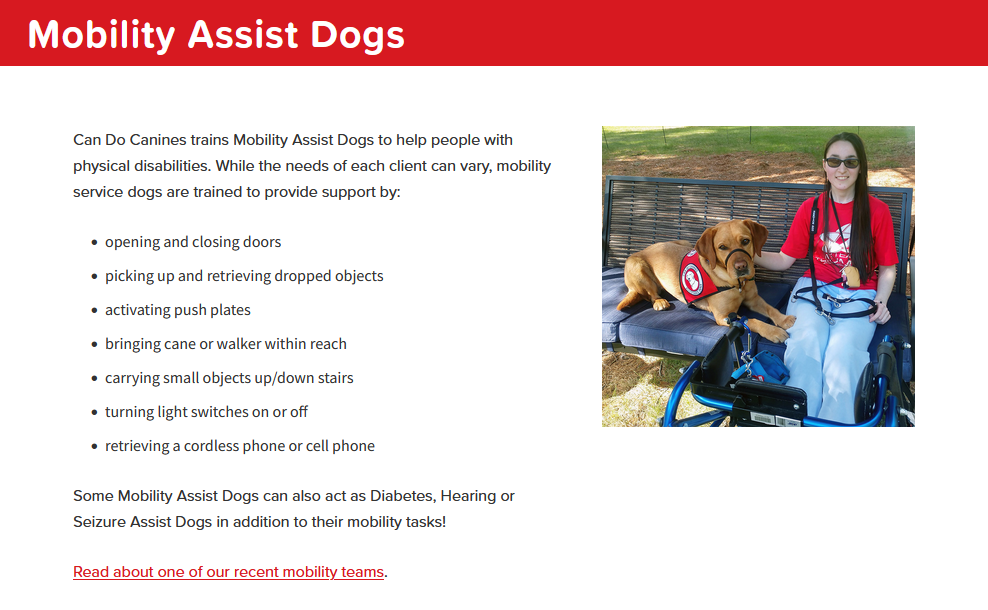 Mobility Assist Dogs
Can Do Canines trains Mobility Assist Dogs to help people with
physical disabilities. While the needs of each client can vary, mobility
service dogs are trained to provide support by:
• opening and closing doors
• picking up and retrieving dropped objects
• activating push plates
• bringing cane or walker within reach
• carrying small objects up/down stairs
• turning light switches on or off
• retrieving a cordless phone or cell phone
Some Mobility Assist Dogs can also act as Diabetes, Hearing or
Seizure Assist Dogs in addition to their mobility tasks!
Read about one of our recent mobility teams.